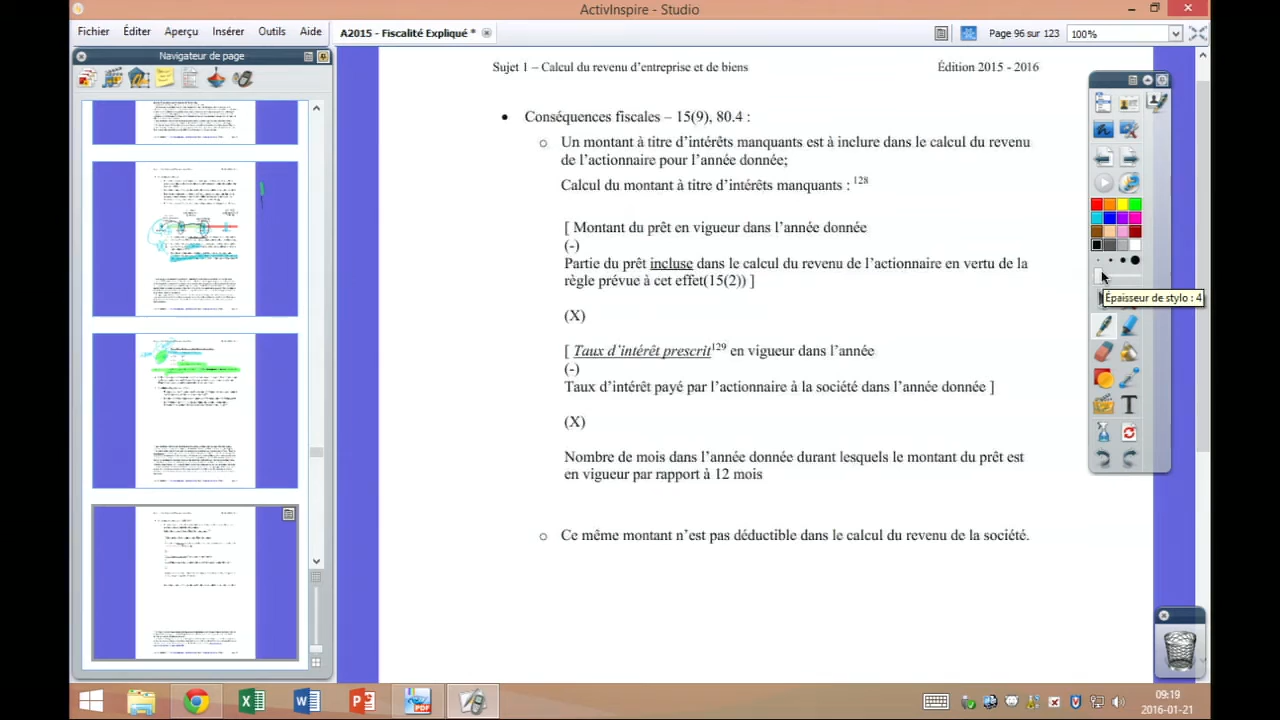 ActivInspire - Studio
Fichier Éditer Aperçu Insérer Outils Aide
A2015 - Fiscalité Expliqué *
Page 96 sur 123
100%
Navigateur de page
Sujet 1 – Calcul du revenu d'entreprise et de biens Édition 2015 - 2016
• Conséquences fiscales – 15(9), 80.4 :
o Un montant à titre d'intérêts manquants est à inclure dans le calcul du revenu
de l'actionnaire pour l'année donnée;
Calcul du montant à titre d'intérêts manquants : 128
[ Montant du prêt en vigueur dans l'année donnée
(-)
Partie du prêt incluse dans le calcul du revenu de l'actionnaire en vertu de la
règle prévue à cet effet(15(2)) ]
(X)
[ Taux d'intérêt prescrit129 en vigueur dans l'année
(-)
Taux d'intérêt payé par l'actionnaire à la société dans l'année donnée ]
(X)
Nombre de mois dans l'année donnée durant lesquels le montant du prêt est
en vigueur par rapport à 12 mois
o Ce même montant n'est pas déductible dans le calcul du revenu de la société.
Épaisseur de stylo : 4
09:19
2016-01-21